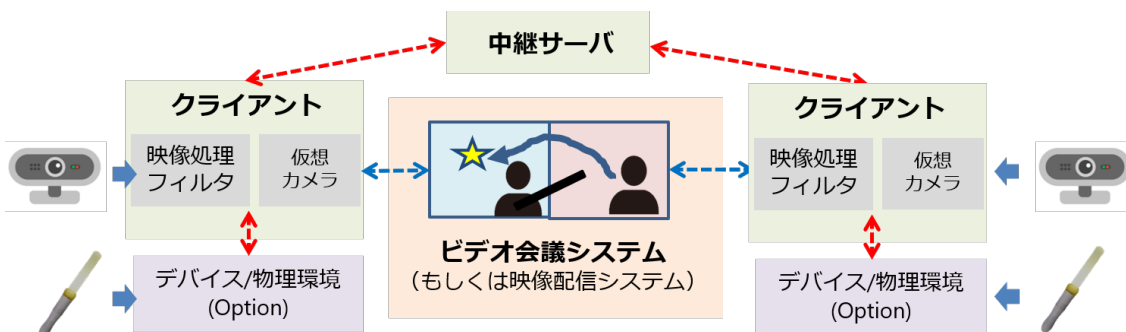 中継サーバ
クライアント
映像処理
フィルタ
仮想
カメラ
デバイス/物理環境
(Option)
ビデオ会議システム
（もしくは映像配信システム）
クライアント
映像処理
フィルタ
仮想
カメラ
デバイス/物理環境
(Option)